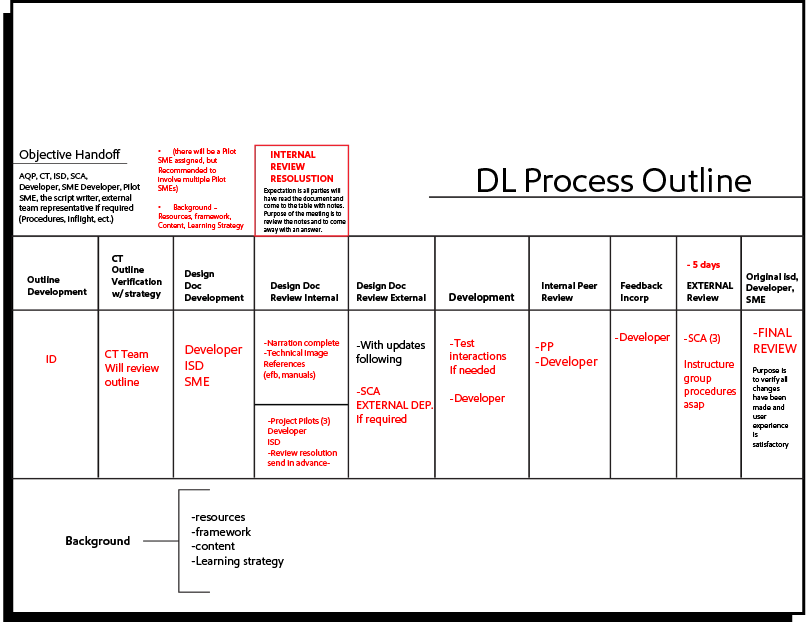 DL Process Outline
Objective Handoff
AQP, CT, ISD, SCA,
Developer, SME Developer, Pilot
SME, the script writer, external
team representative if required
(Procedures, Inflight, ect.)
• (there will be a Pilot
SME assigned, but
Recommended to
involve multiple Pilot
SMEs)
• Background –
Resources, framework,
Content, Learning Strategy
INTERNAL
REVIEW
RESOLUSTION
Expectation is all parties will
have read the document and
come to the table with notes.
Purpose of the meeting is to
review the notes and to come
away with an answer.
Outline
Development
CT
Outline
Verification
w/ strategy
Design
Doc
Development
Design Doc
Review Internal
Design Doc
Review External
Development
Internal Peer
Review
Feedback
Incorp
- 5 days
EXTERNAL
Review
Original isd,
Developer,
SME
ID
CT Team
Will review
outline
Developer
ISD
SME
-Narration complete
-Technical Image
References
(efb, manuals)
-Project Pilots (3)
Developer
ISD
-Review resolution
send in advance-
-With updates
following
-SCA
EXTERNAL DEP.
If required
-Test
interactions
If needed
-Developer
-PP
-Developer
-Developer
-SCA (3)
Instructure
group
procedures
asap
-FINAL
REVIEW
Purpose is
to verify all
changes
have been
made and
user
experience
is
satisfactory
Background
-resources
-framework
-content
-Learning strategy